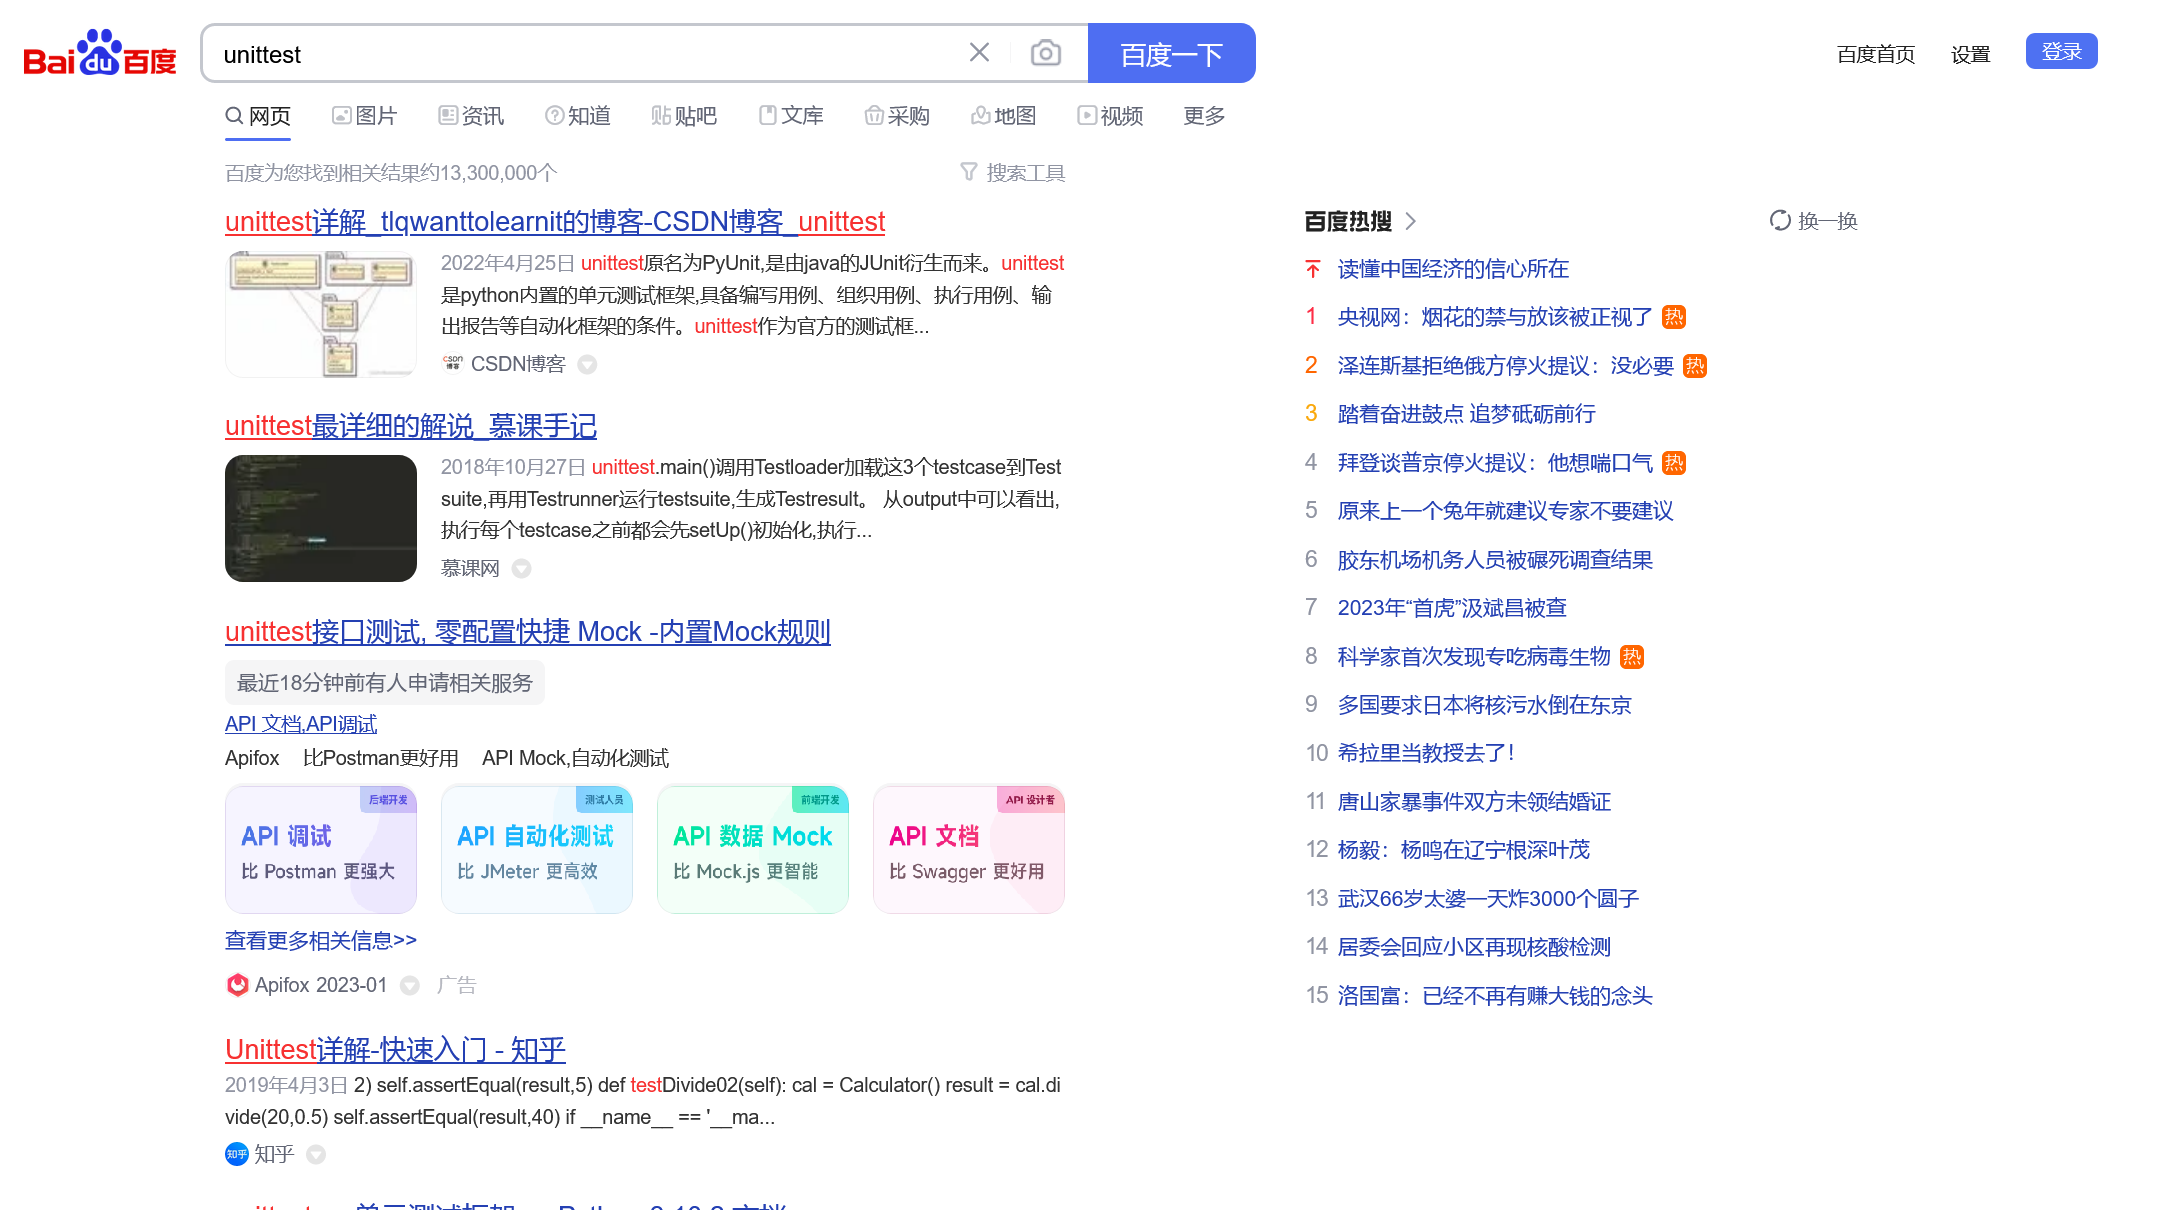 Bai du 百度
unittest
百度一下
百度首页 设置 登录
网页 图片 资讯 知道 贴吧 文库 采购 地图 视频 更多
百度为您找到相关结果约13,300,000个
搜索工具
unittest详解_tlqwanttolearnit的博客-CSDN博客_unittest
2022年4月25日 unittest原名为PyUnit,是由java的JUnit衍生而来。unittest
是python内置的单元测试框架,具备编写用例、组织用例、执行用例、输
出报告等自动化框架的条件。unittest作为官方的测试框...
CSDN博客
unittest最详细的解说_慕课手记
2018年10月27日 unittest.main()调用Testloader加载这3个testcase到Test
suite,再用Testrunner运行testsuite,生成Testresult。 从output中可以看出,
执行每个testcase之前都会先setUp()初始化,执行...
慕课网
unittest接口测试, 零配置快捷 Mock -内置Mock规则
最近18分钟前有人申请相关服务
API 文档,API调试
Apifox 比Postman更好用 API Mock,自动化测试
后端开发
API 调试
比 Postman 更强大
测试人员
API 自动化测试
比 JMeter 更高效
前端开发
API 数据 Mock
比 Mock.js 更智能
API 设计者
API 文档
比 Swagger 更好用
查看更多相关信息>>
Apifox 2023-01 广告
Unittest详解-快速入门 - 知乎
2019年4月3日 2) self.assertEqual(result,5) def testDivide02(self): cal = Calculator() result = cal.di
vide(20,0.5) self.assertEqual(result,40) if __name__ == '__ma...
知乎 知乎
百度热搜
换一换
读懂中国经济的信心所在
1 央视网：烟花的禁与放该被正视了 热
2 泽连斯基拒绝俄方停火提议：没必要 热
3 踏着奋进鼓点 追梦砥砺前行
4 拜登谈普京停火提议：他想喘口气 热
5 原来上一个兔年就建议专家不要建议
6 胶东机场机务人员被碾死调查结果
7 2023年“首虎”汲斌昌被查
8 科学家首次发现专吃病毒生物 热
9 多国要求日本将核污水倒在东京
10 希拉里当教授去了！
11 唐山家暴事件双方未领结婚证
12 杨毅：杨鸣在辽宁根深叶茂
13 武汉66岁太婆一天炸3000个圆子
14 居委会回应小区再现核酸检测
15 洛国富：已经不再有赚大钱的念头